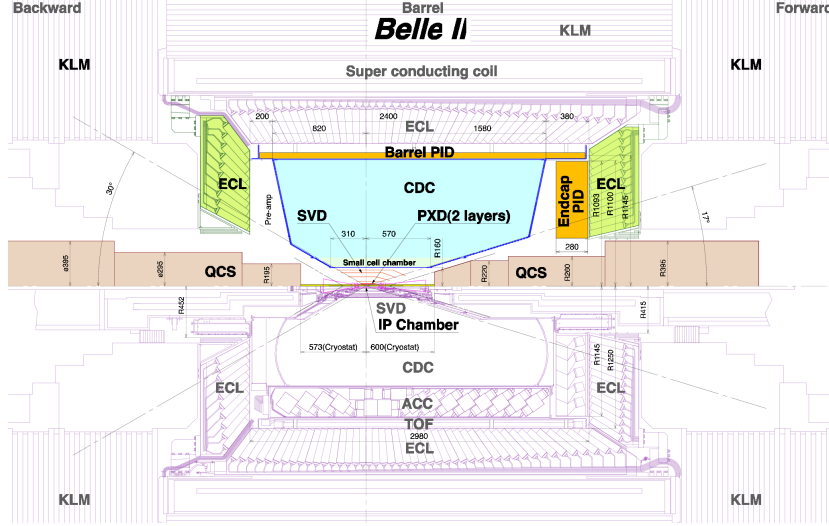 Backward
Barrel
Forward
Belle II
KLM
KLM
KLM
Super conducting coil
200
2400
380
820
ECL
1580
Barrel PID
ECL
CDC
Endcap PID
ECL
R1093
R1100
R1145
30°
17°
Pre-amp
SVD
PXD(2 layers)
310
570
R160
280
Small cell chamber
ø395
ø295
QCS
R195
R220
QCS
R260
R395
R452
SVD
R415
IP Chamber
573(Cryostat)
600(Cryostat)
R1145
R1250
CDC
ECL
ECL
ACC
TOF
2980
ECL
KLM
KLM